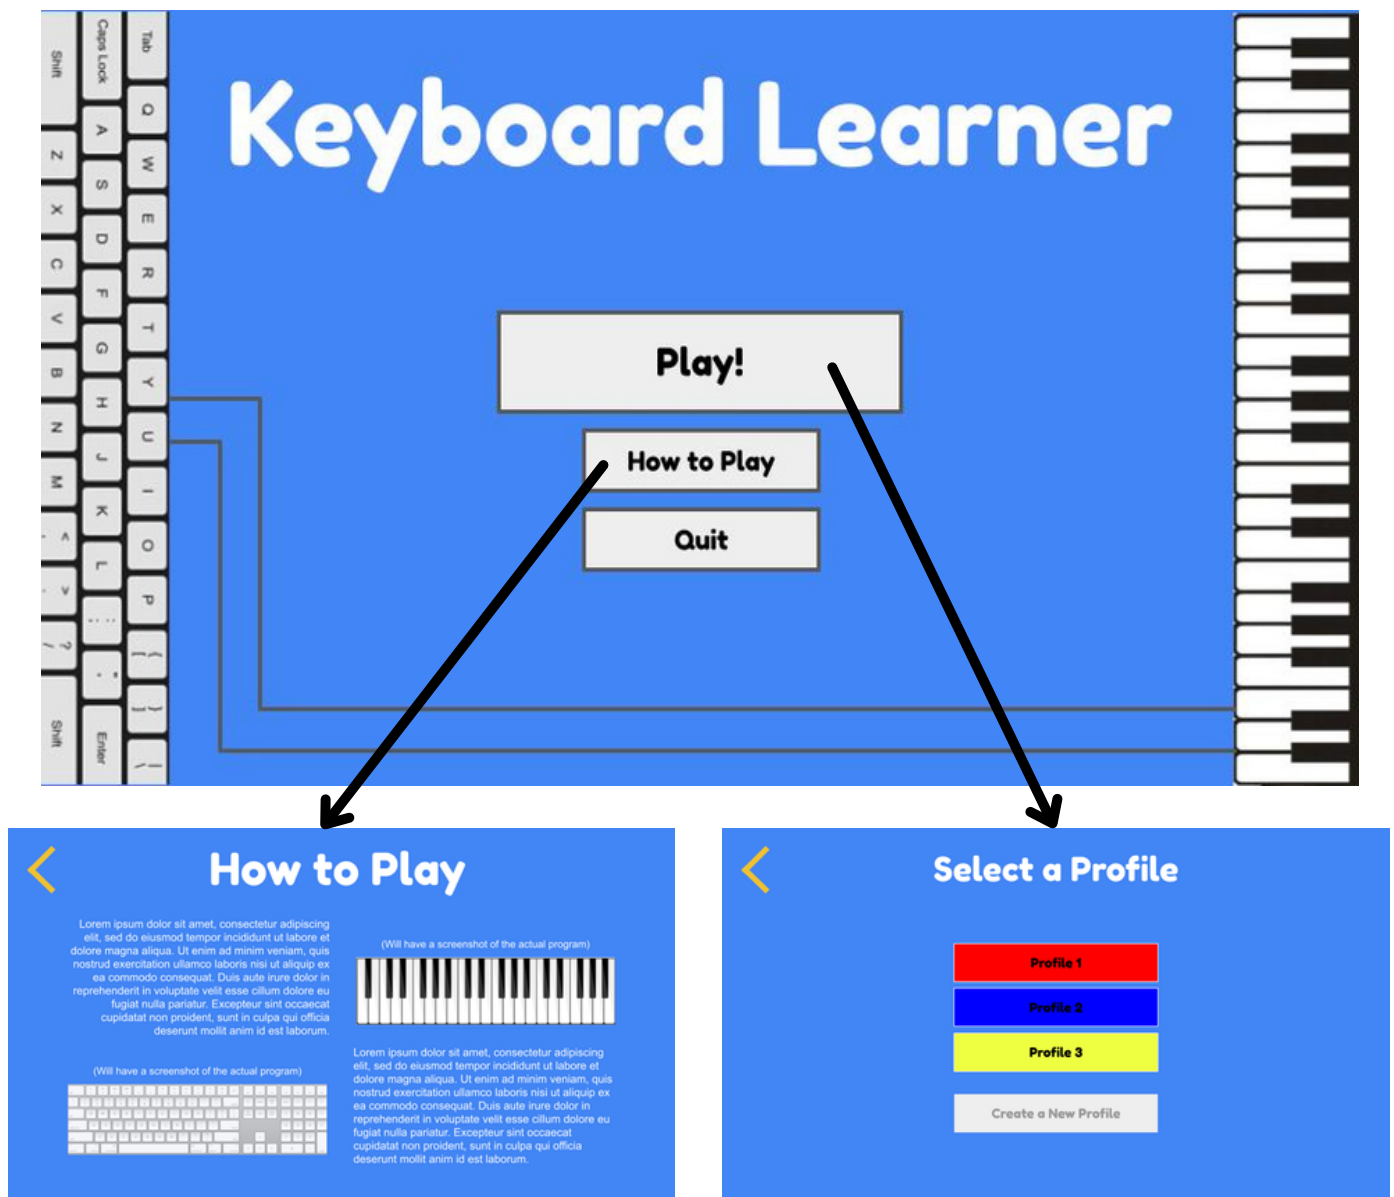 Keyboard Learner
Play!
How to Play
Quit
Tab
Q
W
E
R
T
Y
U
I
O
P
{ [
} ]
| \
Caps Lock
A
S
D
F
G
H
J
K
L
: ;
" '
Enter
Shift
Z
X
C
V
B
N
M
< ,
> .
? /
Shift
How to Play
Lorem ipsum dolor sit amet, consectetur adipiscing
elit, sed do eiusmod tempor incididunt ut labore et
dolore magna aliqua. Ut enim ad minim veniam, quis
nostrud exercitation ullamco laboris nisi ut aliquip ex
ea commodo consequat. Duis aute irure dolor in
reprehenderit in voluptate velit esse cillum dolore eu
fugiat nulla pariatur. Excepteur sint occaecat
cupidatat non proident, sunt in culpa qui officia
deserunt mollit anim id est laborum.
(Will have a screenshot of the actual program)
(Will have a screenshot of the actual program)
Lorem ipsum dolor sit amet, consectetur adipiscing
elit, sed do eiusmod tempor incididunt ut labore et
dolore magna aliqua. Ut enim ad minim veniam, quis
nostrud exercitation ullamco laboris nisi ut aliquip ex
ea commodo consequat. Duis aute irure dolor in
reprehenderit in voluptate velit esse cillum dolore eu
fugiat nulla pariatur. Excepteur sint occaecat
cupidatat non proident, sunt in culpa qui officia
deserunt mollit anim id est laborum.
Select a Profile
Profile 1
Profile 2
Profile 3
Create a New Profile